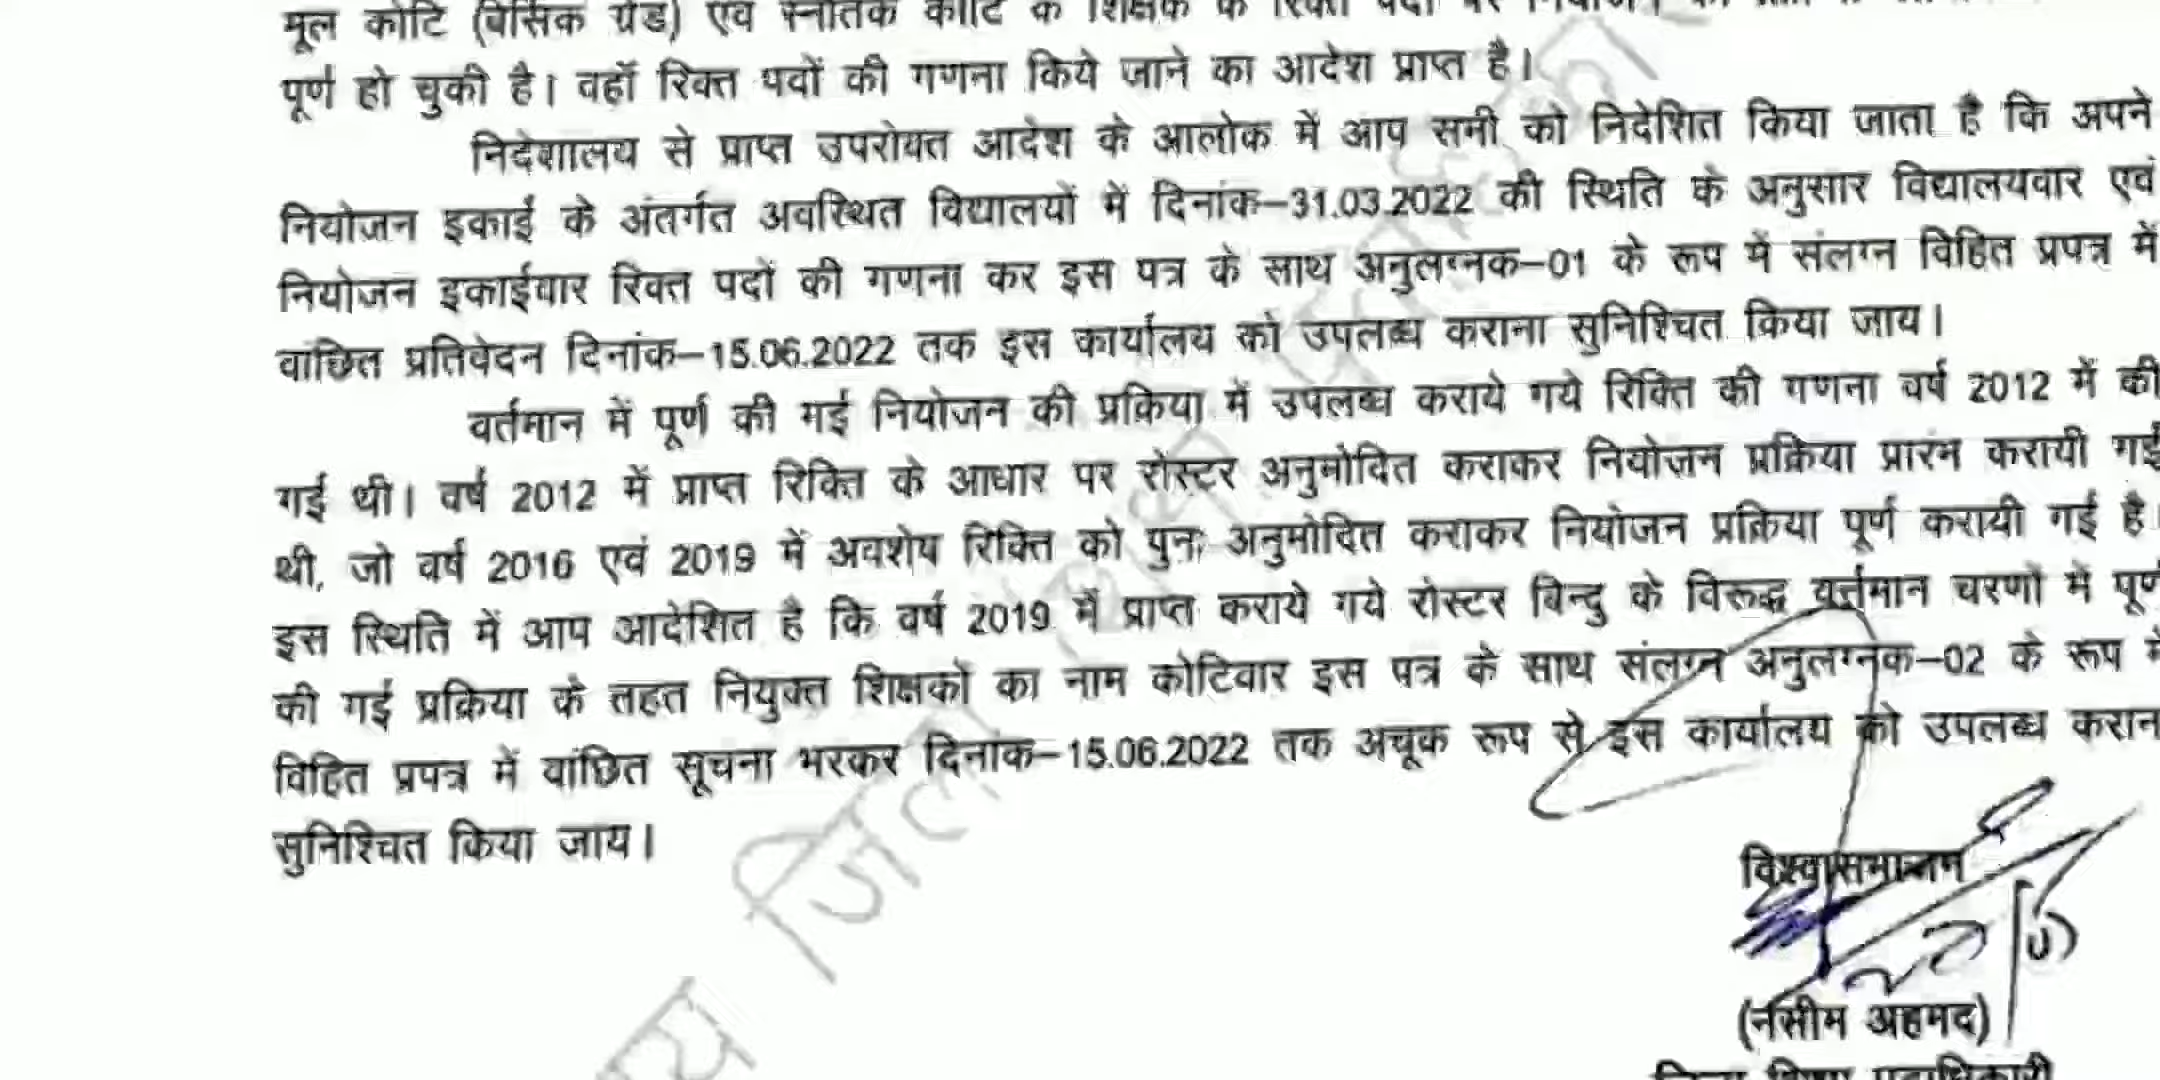 मूल कोटि (बेसिक ग्रेड) एवं स्नातक कोटि के शिक्षक के रिक्त पदों पर
पूर्ण हो चुकी है। वहाँ रिक्त पदों की गणना किये जाने का आदेश प्राप्त है।
निदेशालय से प्राप्त उपरोक्त आदेश के आलोक में आप सभी को निदेशित किया जाता है कि अपने
नियोजन इकाई के अंतर्गत अवस्थित विद्यालयों में दिनांक–31.03.2022 की स्थिति के अनुसार विद्यालयवार एवं
नियोजन इकाईवार रिक्त पदों की गणना कर इस पत्र के साथ अनुलग्नक–01 के रूप में संलग्न विहित प्रपत्र में
वांछित प्रतिवेदन दिनांक–15.06.2022 तक इस कार्यालय को उपलब्ध कराना सुनिश्चित किया जाय।
वर्तमान में पूर्ण की गई नियोजन की प्रक्रिया में उपलब्ध कराये गये रिक्ति की गणना वर्ष 2012 में की
गई थी। वर्ष 2012 में प्राप्त रिक्ति के आधार पर रोस्टर अनुमोदित कराकर नियोजन प्रक्रिया प्रारंभ करायी गई
थी, जो वर्ष 2016 एवं 2019 में अवशेष रिक्ति को पुनः अनुमोदित कराकर नियोजन प्रक्रिया पूर्ण करायी गई है।
इस स्थिति में आप आदेशित है कि वर्ष 2019 में प्राप्त कराये गये रोस्टर बिन्दु के विरूद्ध वर्त्तमान चरणों में पूर्ण
की गई प्रक्रिया के तहत नियुक्त शिक्षकों का नाम कोटिवार इस पत्र के साथ संलग्न अनुलग्नक–02 के रूप में
विहित प्रपत्र में वांछित सूचना भरकर दिनांक–15.06.2022 तक अचूक रूप से इस कार्यालय को उपलब्ध करान
सुनिश्चित किया जाय।
विश्वासभाजन
(नसीम अहमद)
जिला शिक्षा पदाधिकारी